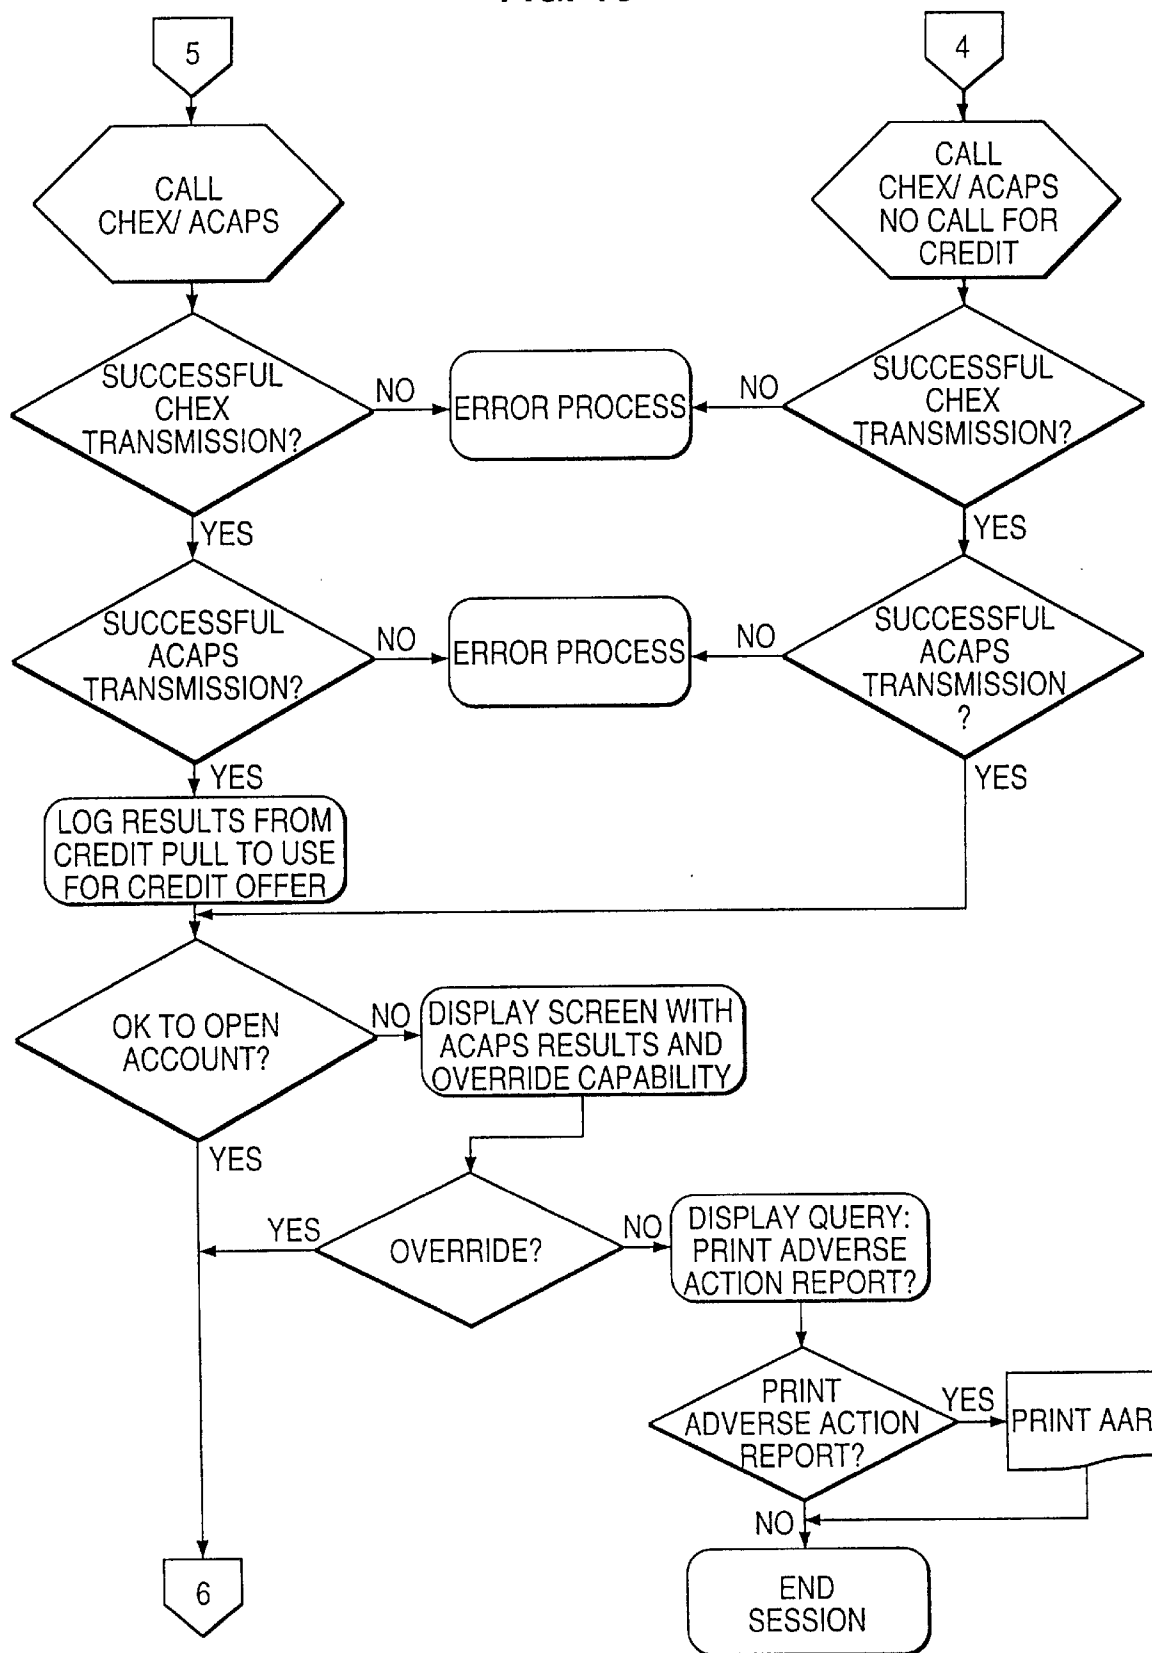 5
4
CALL
CHEX/ ACAPS
CALL
CHEX/ ACAPS
NO CALL FOR
CREDIT
SUCCESSFUL
CHEX
TRANSMISSION?
NO
ERROR PROCESS
NO
SUCCESSFUL
CHEX
TRANSMISSION?
YES
YES
SUCCESSFUL
ACAPS
TRANSMISSION?
NO
ERROR PROCESS
NO
SUCCESSFUL
ACAPS
TRANSMISSION
?
YES
YES
LOG RESULTS FROM
CREDIT PULL TO USE
FOR CREDIT OFFER
OK TO OPEN
ACCOUNT?
NO
DISPLAY SCREEN WITH
ACAPS RESULTS AND
OVERRIDE CAPABILITY
YES
YES
OVERRIDE?
NO
DISPLAY QUERY:
PRINT ADVERSE
ACTION REPORT?
PRINT
ADVERSE ACTION
REPORT?
YES
PRINT AAR
NO
6
END
SESSION